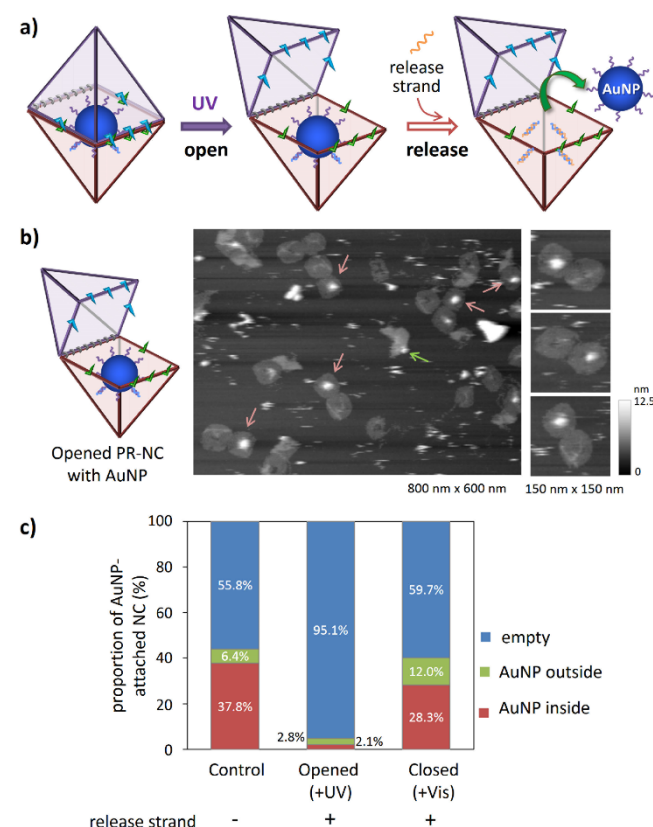 a)
UV
open
release
strand
release
AuNP
b)
Opened PR-NC
with AuNP
nm
12.5
0
800 nm x 600 nm
150 nm x 150 nm
c)
proportion of AuNP-
attached NC (%)
100
80
60
40
20
0
55.8%
6.4%
37.8%
95.1%
2.8%
2.1%
59.7%
12.0%
28.3%
empty
AuNP outside
AuNP inside
Control
Opened
(+UV)
Closed
(+Vis)
release strand - + +